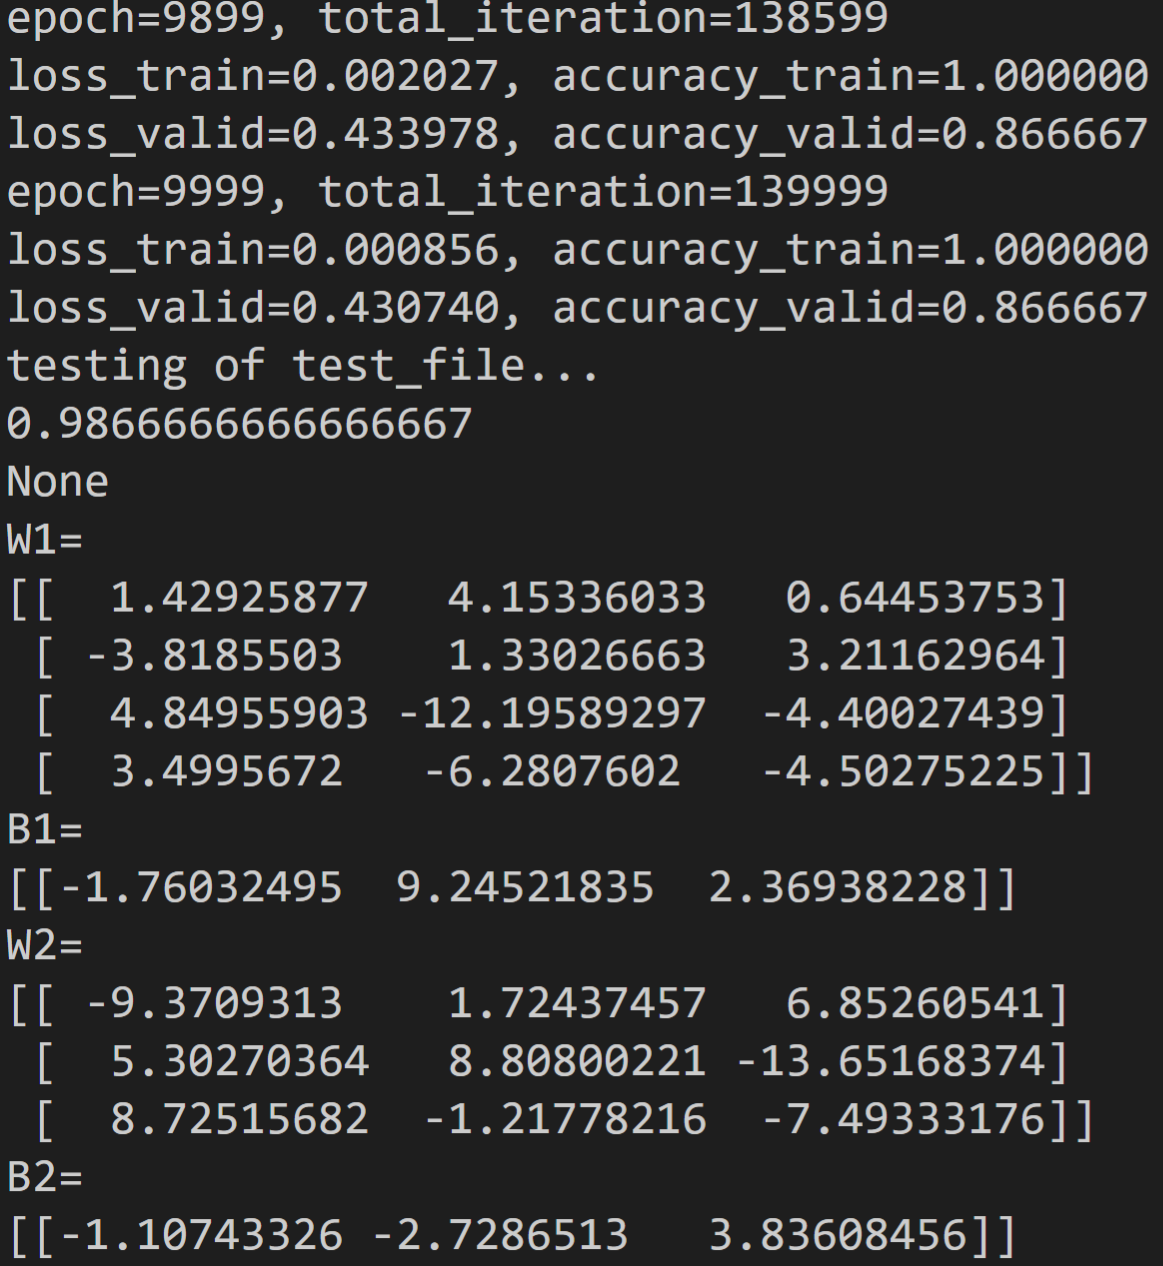 epoch=9899, total_iteration=138599
loss_train=0.002027, accuracy_train=1.000000
loss_valid=0.433978, accuracy_valid=0.866667
epoch=9999, total_iteration=139999
loss_train=0.000856, accuracy_train=1.000000
loss_valid=0.430740, accuracy_valid=0.866667
testing of test_file...
0.9866666666666667
None
W1=
[[  1.42925877   4.15336033   0.64453753]
 [ -3.8185503    1.33026663   3.21162964]
 [  4.84955903 -12.19589297  -4.40027439]
 [  3.4995672   -6.2807602   -4.50275225]]
B1=
[[-1.76032495  9.24521835  2.36938228]]
W2=
[[ -9.3709313    1.72437457   6.85260541]
 [  5.30270364   8.80800221 -13.65168374]
 [  8.72515682  -1.21778216  -7.49333176]]
B2=
[[-1.10743326 -2.7286513   3.83608456]]